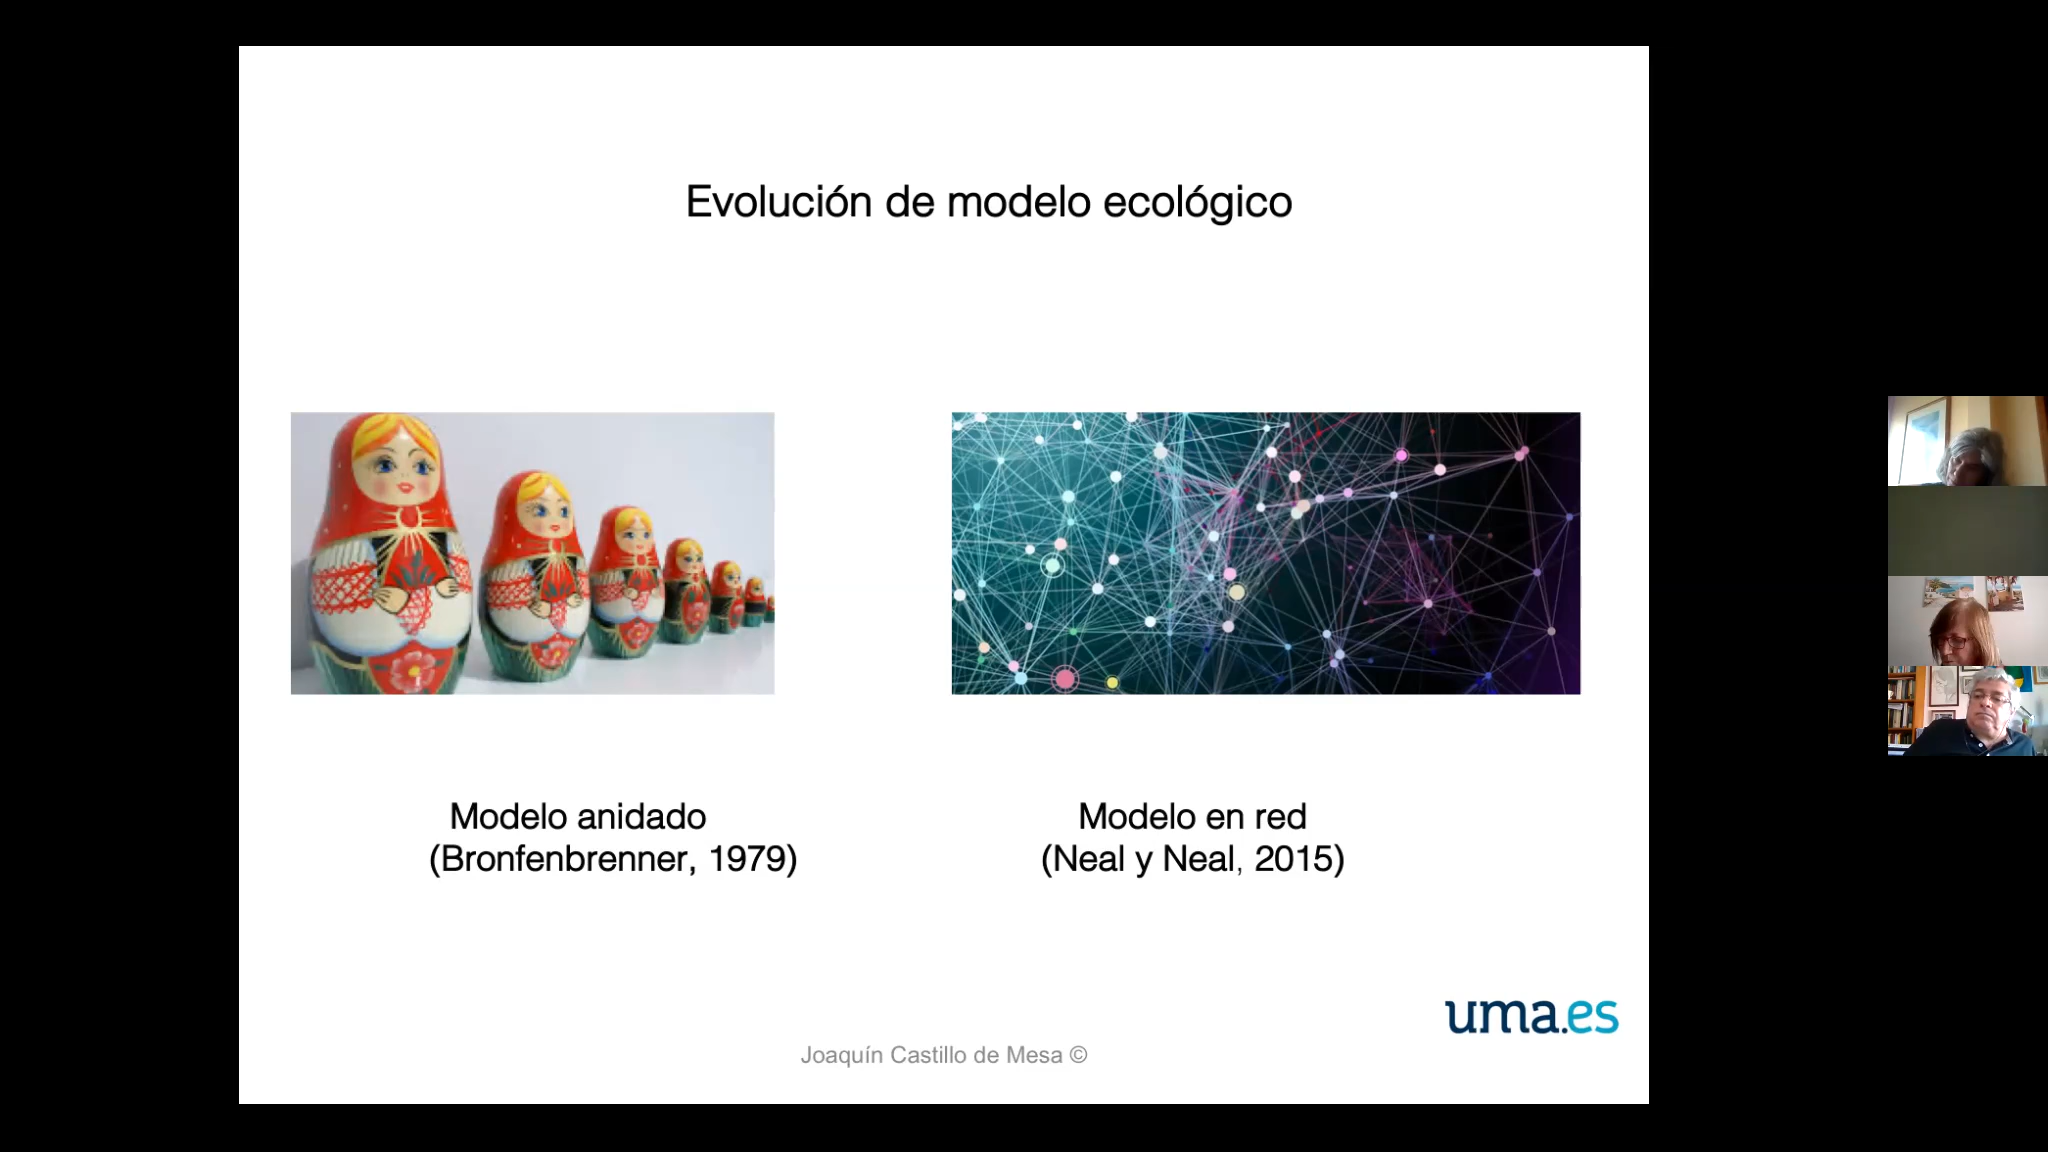 Evolución de modelo ecológico
Modelo anidado
(Bronfenbrenner, 1979)
Modelo en red
(Neal y Neal, 2015)
uma.es
Joaquín Castillo de Mesa ©